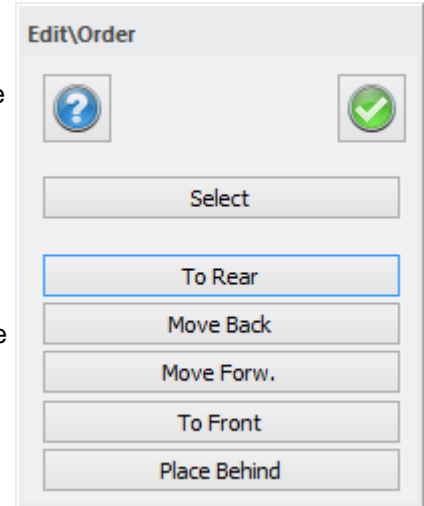 Edit\Order
e
?
Select
To Rear
Move Back
e
Move Forw.
To Front
Place Behind